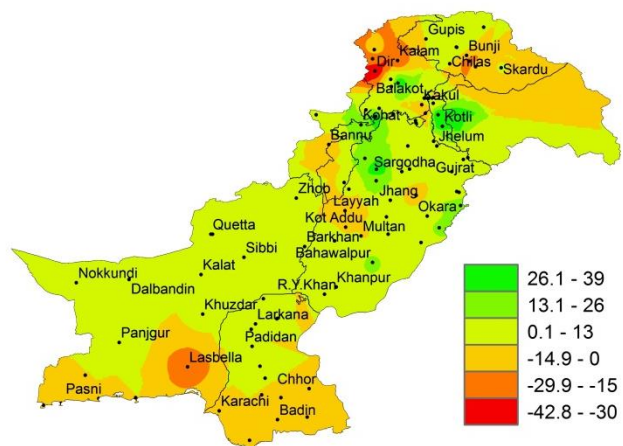 Gupis
Bunji
Kalam
Dir
Chilas
Skardu
Balakot
Kakul
Kohat
Kotli
Bannu
Jhelum
Sargodha
Gujrat
Zhob
Jhang
Layyah
Okara
Kot Addu
Quetta
Multan
Barkhan
Sibbi
Bahawalpur
Nokkundi
Kalat
Khanpur
Dalbandin
R.Y.Khan
Khuzdar
Larkana
Panjgur
Padidan
Lasbella
Pasni
Chhor
Karachi
Badin
26.1 - 39
13.1 - 26
0.1 - 13
-14.9 - 0
-29.9 - -15
-42.8 - -30